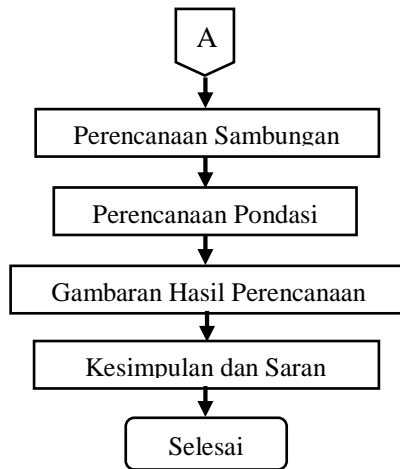 A
Perencanaan Sambungan
Perencanaan Pondasi
Gambaran Hasil Perencanaan
Kesimpulan dan Saran
Selesai